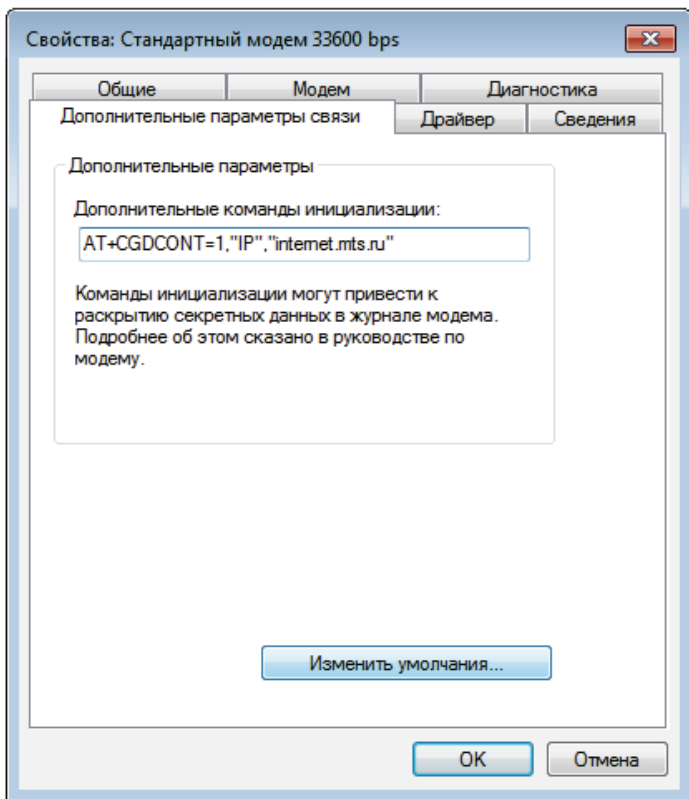 Свойства: Стандартный модем 33600 bps
Общие
Модем
Диагностика
Дополнительные параметры связи
Драйвер
Сведения
Дополнительные параметры
Дополнительные команды инициализации:
AT+CGDCONT=1,"IP","internet.mts.ru"
Команды инициализации могут привести к
раскрытию секретных данных в журнале модема.
Подробнее об этом сказано в руководстве по
модему.
Изменить умолчания...
OK
Отмена